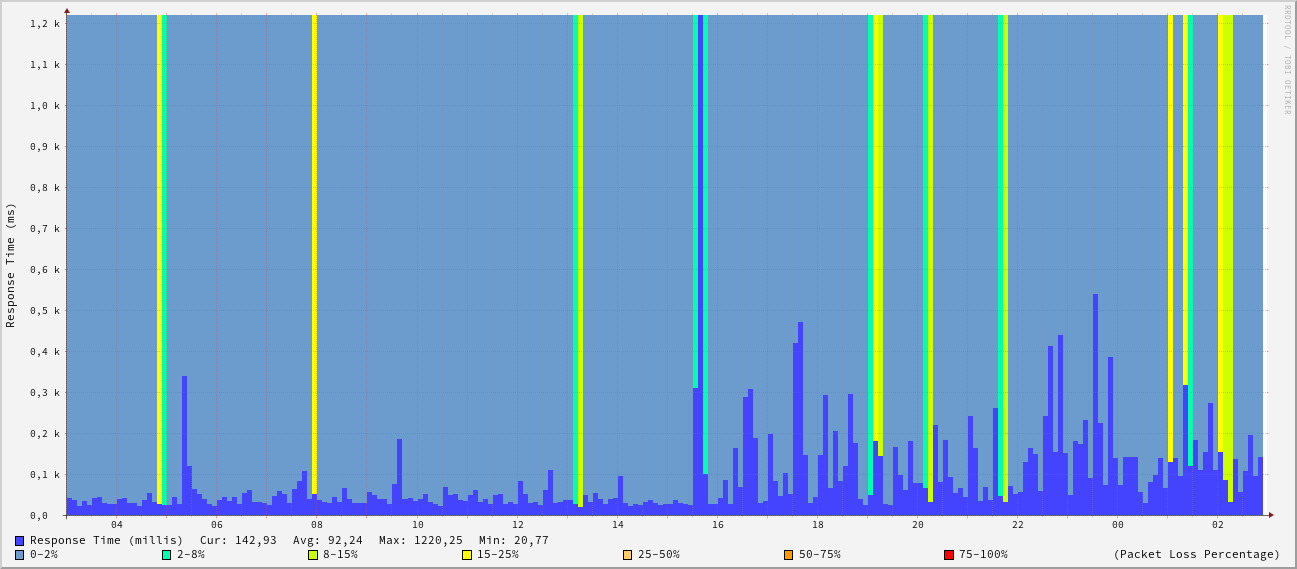 RRDTOOL / TOBI OETIKER
Response Time (ms)
1,2 k
1,1 k
1,0 k
0,9 k
0,8 k
0,7 k
0,6 k
0,5 k
0,4 k
0,3 k
0,2 k
0,1 k
0,0
04 06 08 10 12 14 16 18 20 22 00 02
Response Time (millis) Cur: 142,93 Avg: 92,24 Max: 1220,25 Min: 20,77
0-2% 2-8% 8-15% 15-25% 25-50% 50-75% 75-100% (Packet Loss Percentage)